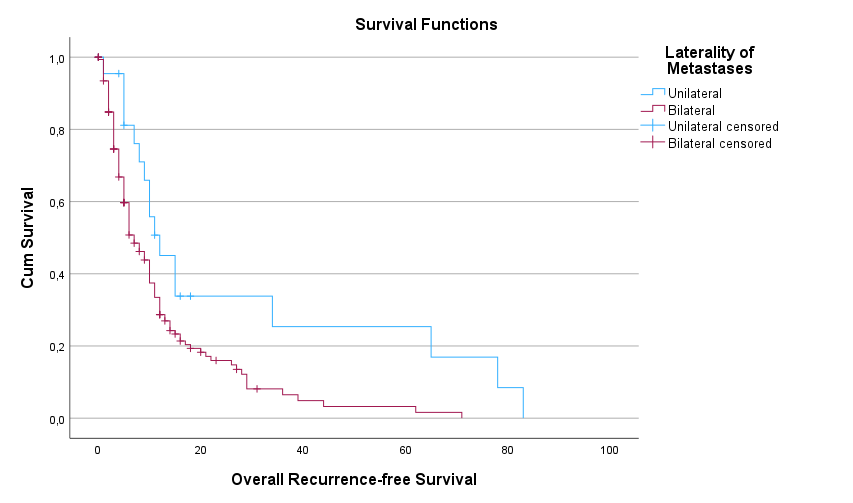 Survival Functions
Laterality of
Metastases
Unilateral
Bilateral
Unilateral censored
Bilateral censored
Cum Survival
1,0
0,8
0,6
0,4
0,2
0,0
0 20 40 60 80 100
Overall Recurrence-free Survival